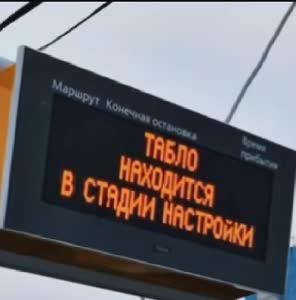 Маршрут Конечная остановка Время прибытия
ТАБЛО
НАХОДИТСЯ
В СТАДИИ НАСТРОЙКИ